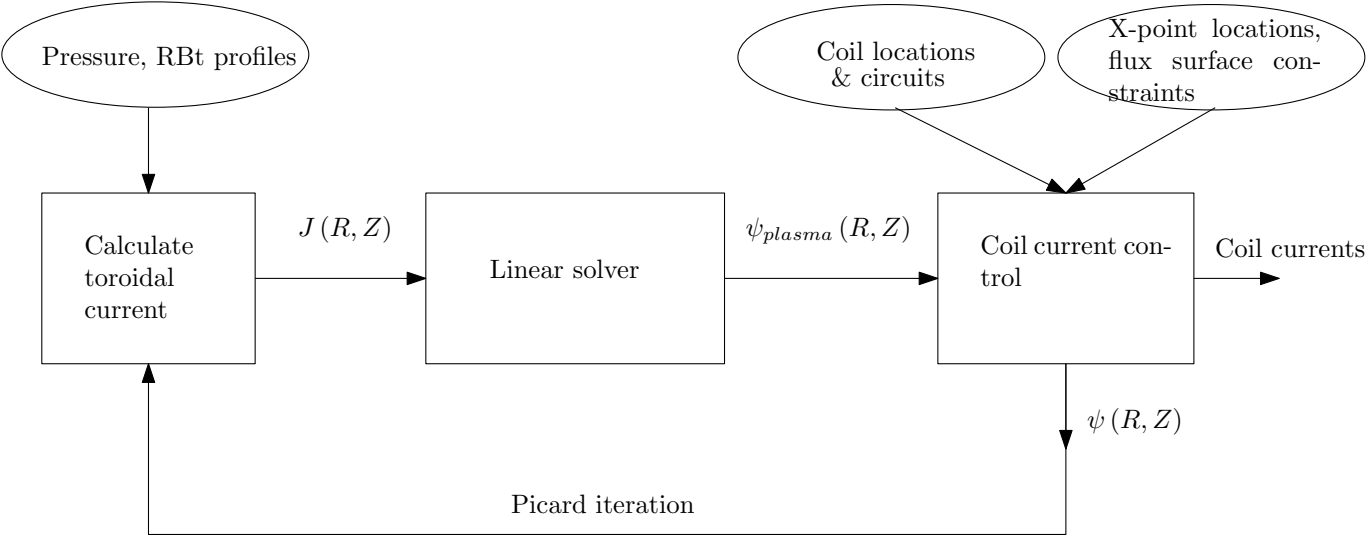 Pressure, RBt profiles
Coil locations
& circuits
X-point locations,
flux surface con-
straints
Calculate
toroidal
current
J (R, Z)
Linear solver
ψplasma (R, Z)
Coil current con-
trol
Coil currents
ψ (R, Z)
Picard iteration